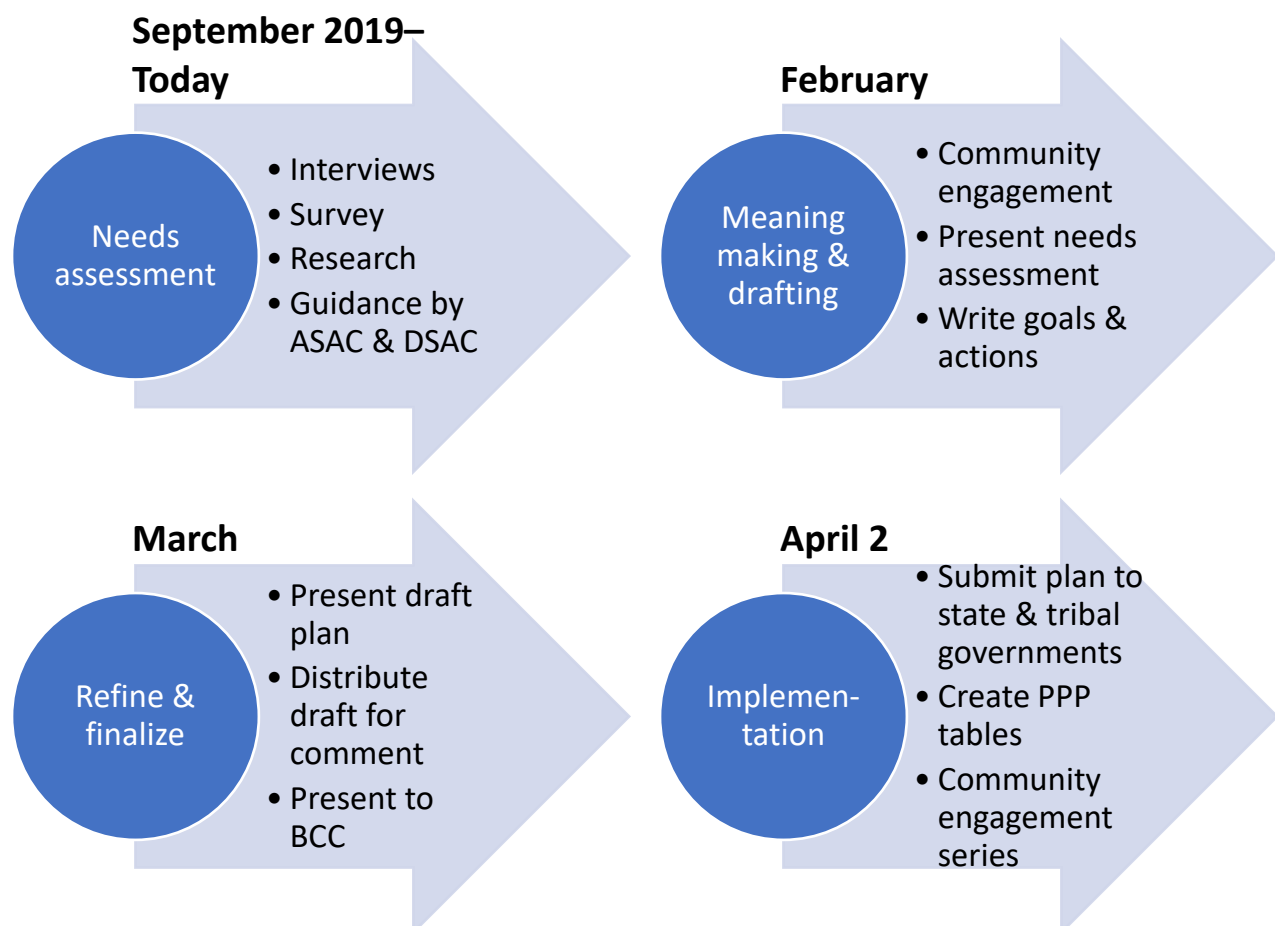 September 2019–
Today
Needs
assessment
• Interviews
• Survey
• Research
• Guidance by
ASAC & DSAC
February
Meaning
making &
drafting
• Community
engagement
• Present needs
assessment
• Write goals &
actions
March
Refine &
finalize
• Present draft
plan
• Distribute
draft for
comment
• Present to
BCC
April 2
Implemen-
tation
• Submit plan to
state & tribal
governments
• Create PPP
tables
• Community
engagement
series